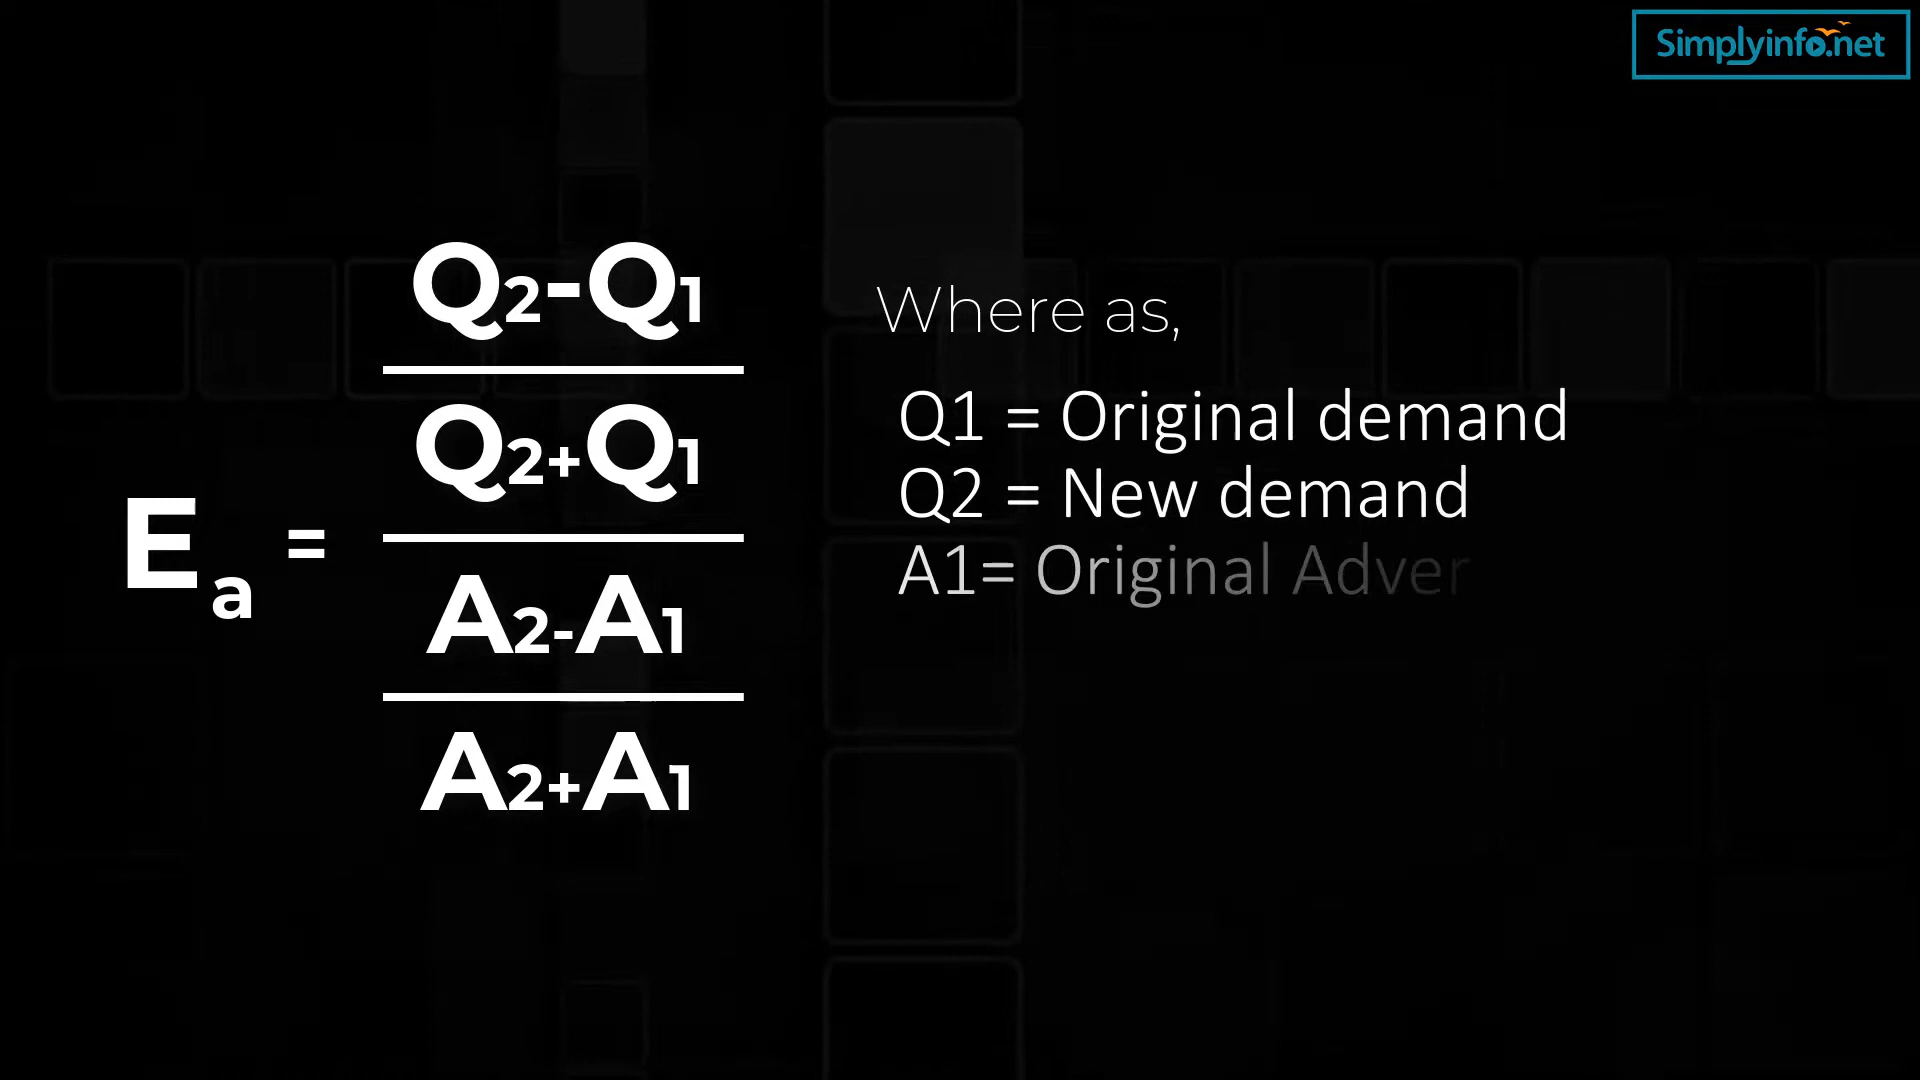 Simplyinfo.net
Q2-Q1
Q2+Q1
Ea =
A2-A1
A2+A1
Where as,
Q1 = Original demand
Q2 = New demand
A1= Original Adver